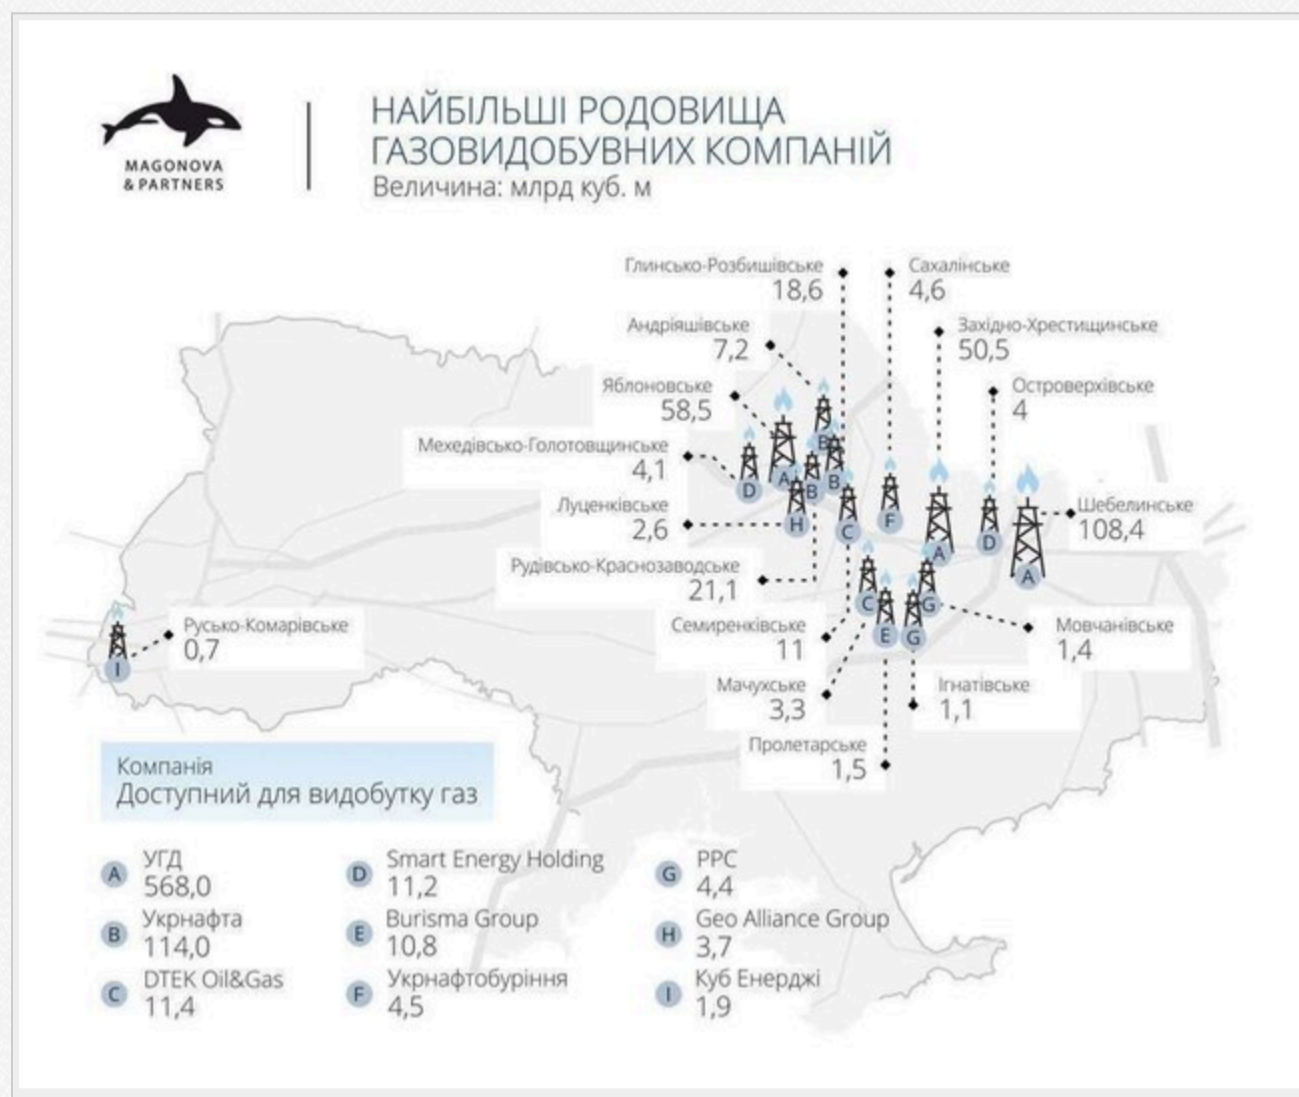 MAGONOVA
& PARTNERS
НАЙБІЛЬШІ РОДОВИЩА
ГАЗОВИДОБУВНИХ КОМПАНІЙ
Величина: млрд куб. м
Глинсько-Розбишівське
18,6
Сахалінське
4,6
Андріяшівське
7,2
Західно-Хрестищинське
50,5
Яблоновське
58,5
Островерхівське
4
Мехедівсько-Голотовщинське
4,1
Луценківське
2,6
Шебелинське
108,4
Рудівсько-Краснозаводське
21,1
B
A
B
B
D
H
C
F
A
D
A
C
G
E
G
I
Русько-Комарівське
0,7
Семиренківське
11
Мовчанівське
1,4
Мачухське
3,3
Ігнатівське
1,1
Пролетарське
1,5
Компанія
Доступний для видобутку газ
A УГД
568,0
B Укрнафта
114,0
C DTEK Oil&Gas
11,4
D Smart Energy Holding
11,2
E Burisma Group
10,8
F Укрнафтобуріння
4,5
G PPC
4,4
H Geo Alliance Group
3,7
I Куб Енерджі
1,9